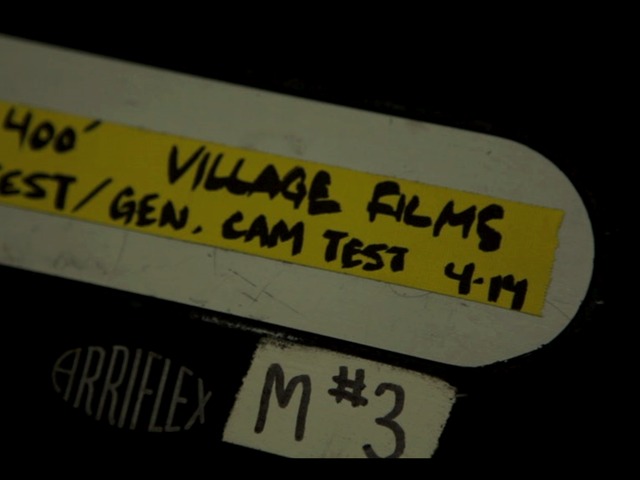 400' VILLAGE FILMS
EST/GEN. CAM TEST 4-14
ARRIFLEX
M #3